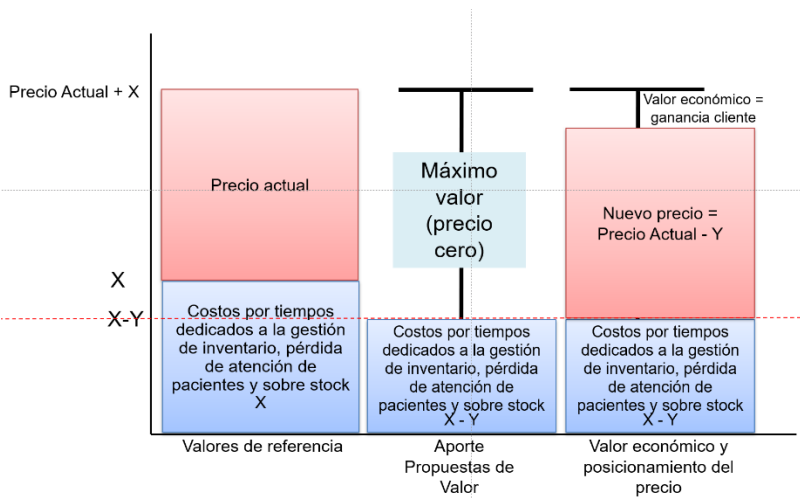 Precio Actual + X
X
X-Y
Precio actual
Costos por tiempos
dedicados a la gestión
de inventario, pérdida
de atención de
pacientes y sobre stock
X
Valores de referencia
Máximo
valor
(precio
cero)
Costos por tiempos
dedicados a la gestión
de inventario, pérdida
de atención de
pacientes y sobre stock
X - Y
Aporte
Propuestas de
Valor
Valor económico =
ganancia cliente
Nuevo precio =
Precio Actual - Y
Costos por tiempos
dedicados a la gestión
de inventario, pérdida
de atención de
pacientes y sobre stock
X - Y
Valor económico y
posicionamiento del
precio